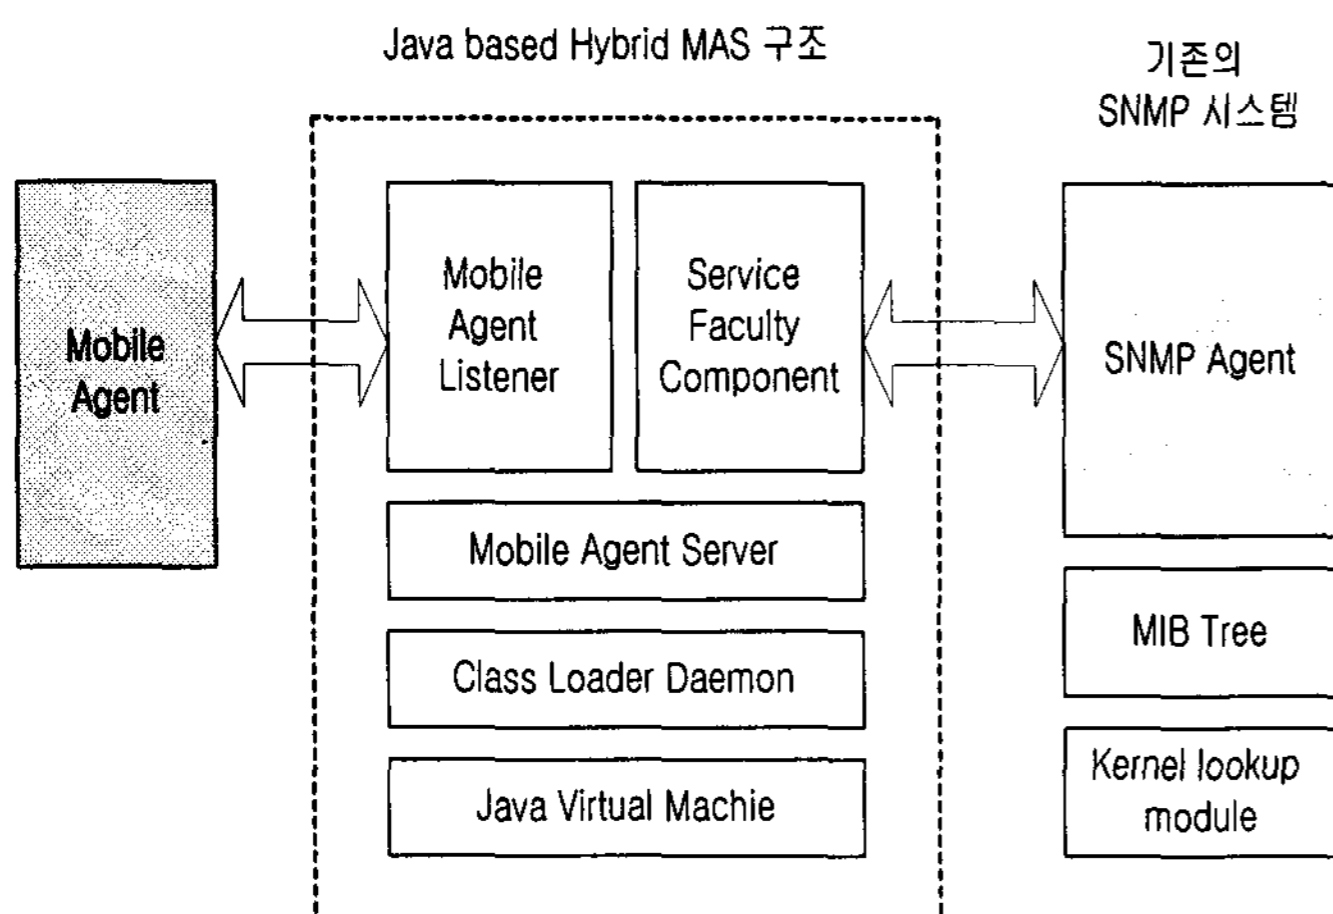 Java based Hybrid MAS 구조
기존의
SNMP 시스템
Mobile
Agent
Mobile
Agent
Listener
Service
Faculty
Component
SNMP Agent
Mobile Agent Server
MIB Tree
Class Loader Daemon
Kernel lookup
module
Java Virtual Machie